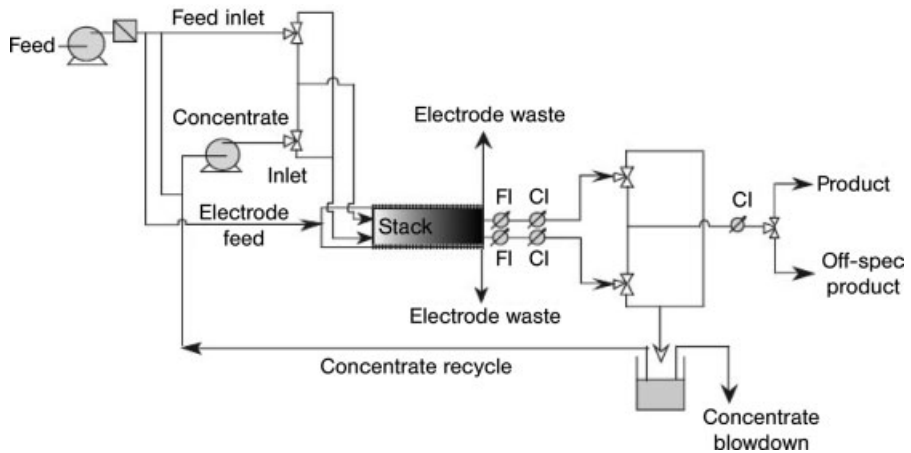 Feed inlet
Feed
Concentrate
Inlet
Electrode waste
Electrode
feed
Stack
FI
CI
FI
CI
CI
Product
Off-spec
product
Electrode waste
Concentrate recycle
Concentrate
blowdown